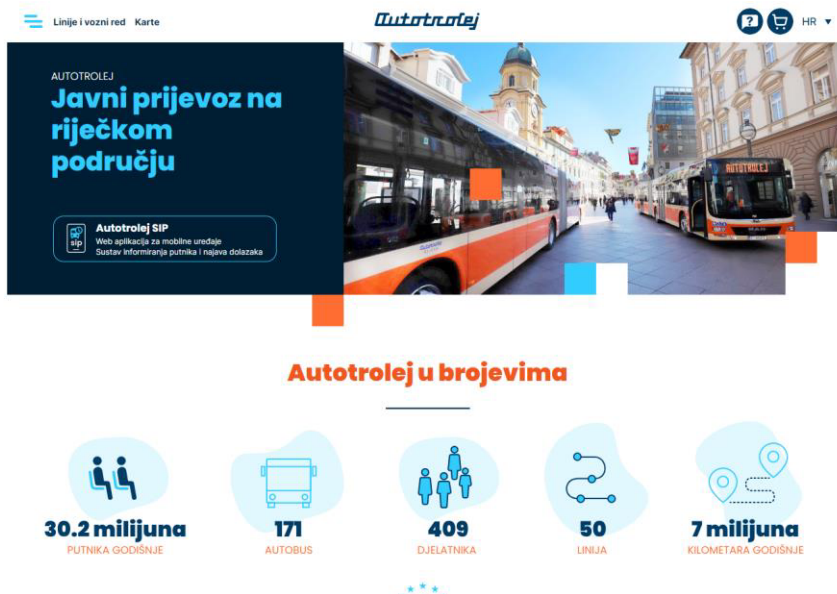 Linije i vozni red Karte
Autotrolej
HR
AUTOTROLEJ
Javni prijevoz na
riječkom
području
sip
Autotrolej SIP
Web aplikacija za mobilne uređaje
Sustav informiranja putnika i najava dolazaka
AUTOTROLEJ
Autotrolej u brojevima
30.2 milijuna
PUTNIKA GODIŠNJE
171
AUTOBUS
409
DJELATNIKA
50
LINIJA
7 milijuna
KILOMETARA GODIŠNJE